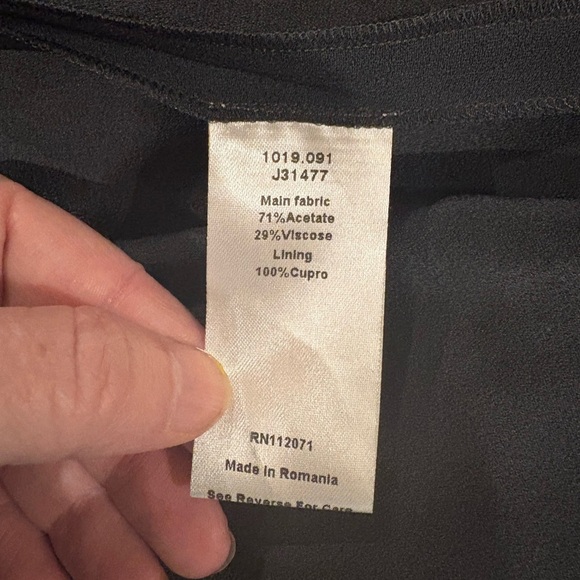 1019.091
J31477
Main fabric
71%Acetate
29%Viscose
Lining
100%Cupro
RN112071
Made in Romania
See Reverse For Care